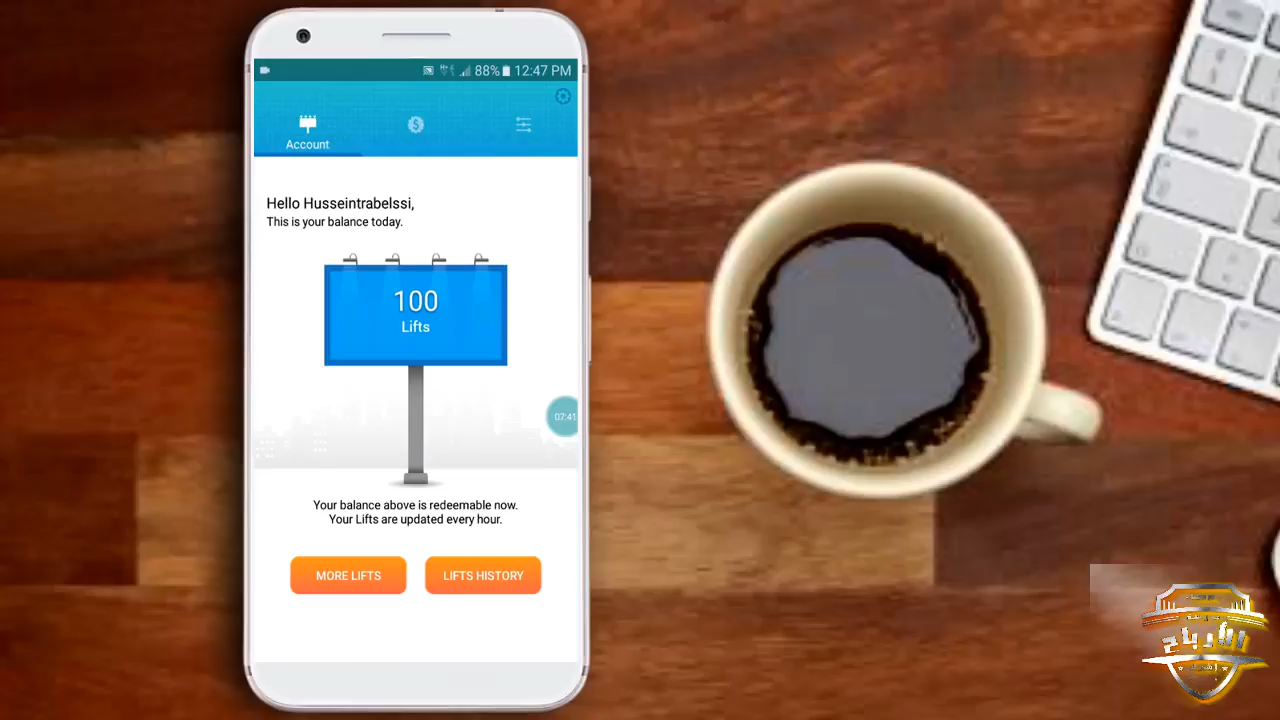 88% 12:47 PM
Account
Hello Husseintrabelssi,
This is your balance today.
100
Lifts
07:41
Your balance above is redeemable now.
Your Lifts are updated every hour.
MORE LIFTS
LIFTS HISTORY
الأرباح